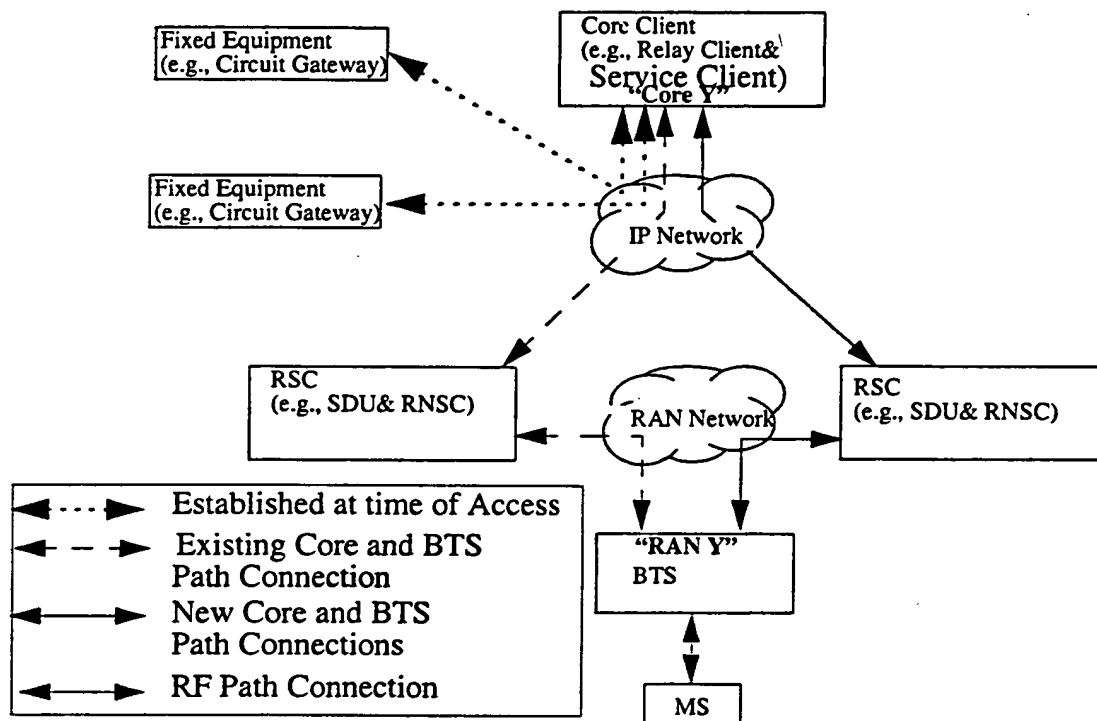 Fixed Equipment
(e.g., Circuit Gateway)
Core Client
(e.g., Relay Client&
Service Client)
“Core Y”
Fixed Equipment
(e.g., Circuit Gateway)
IP Network
RSC
(e.g., SDU& RNSC)
RAN Network
RSC
(e.g., SDU& RNSC)
Established at time of Access
Existing Core and BTS
Path Connection
New Core and BTS
Path Connections
RF Path Connection
“RAN Y”
BTS
MS